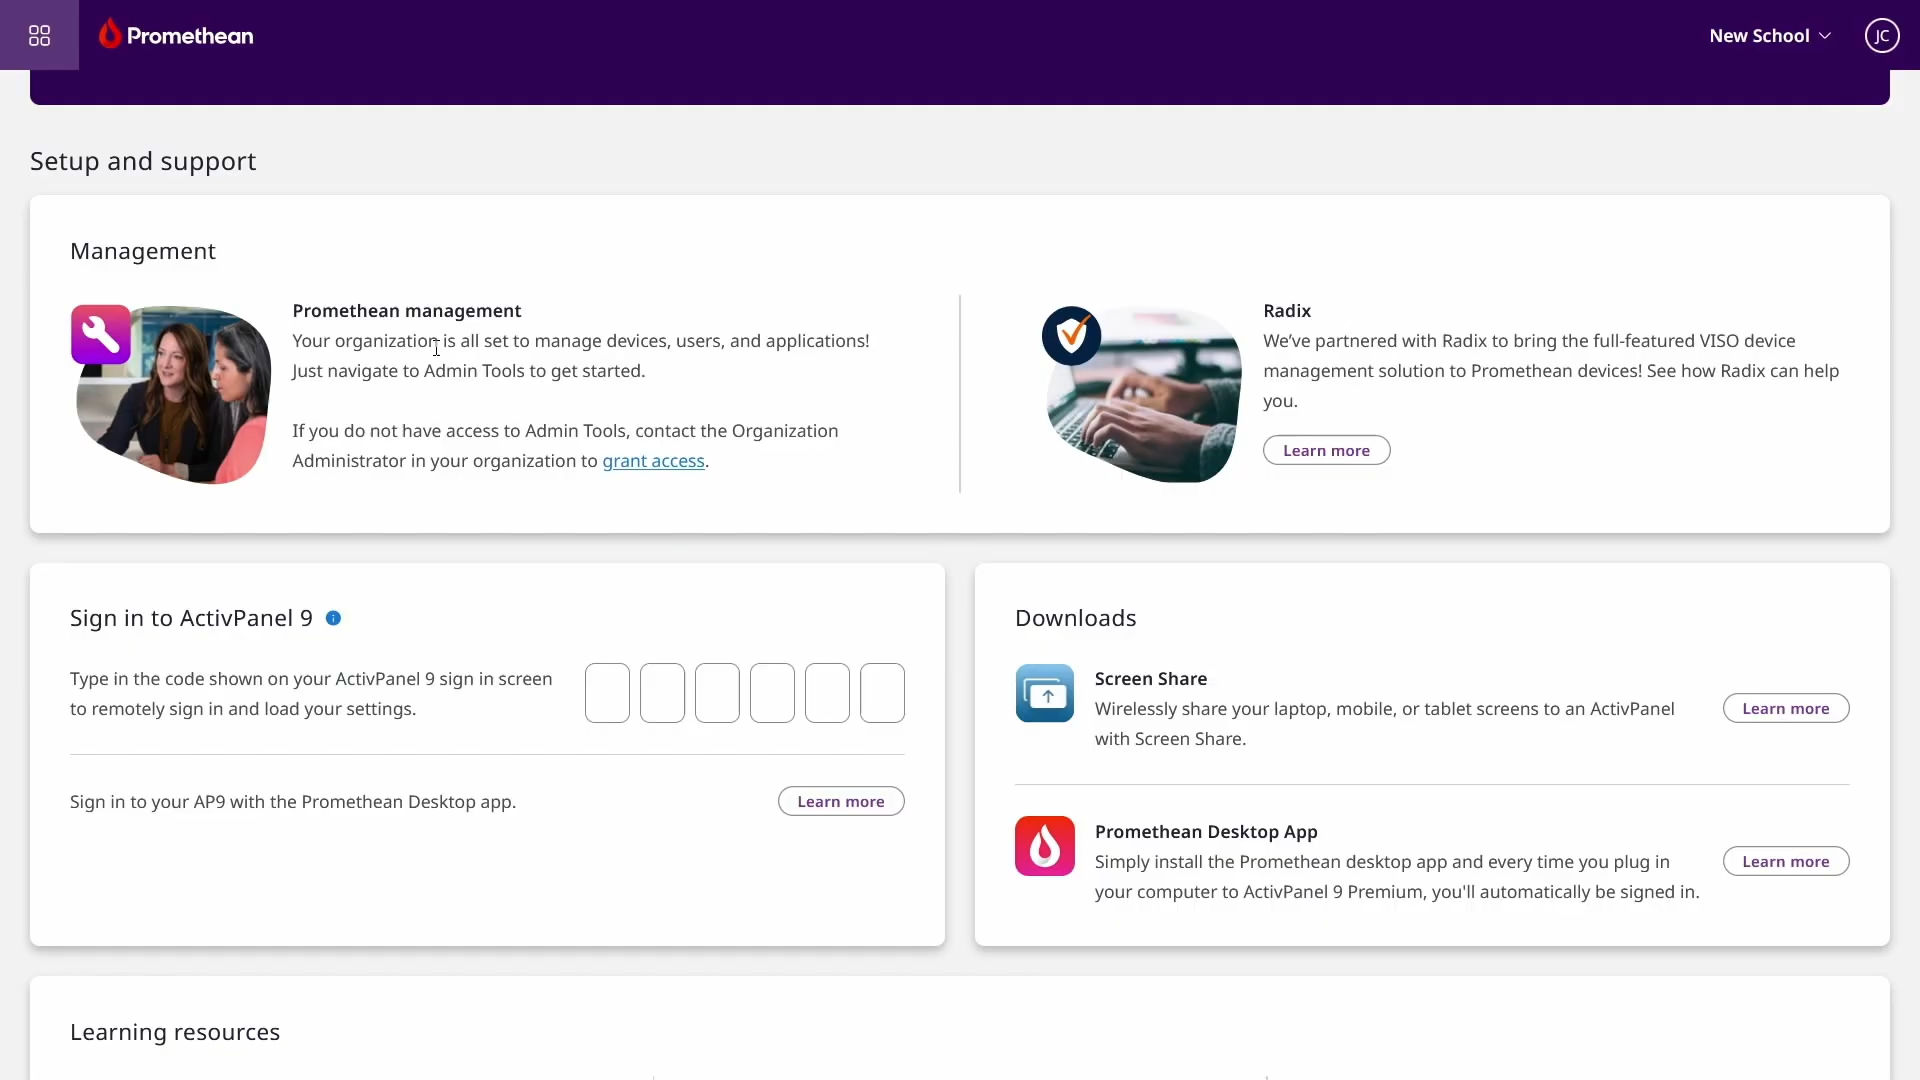 Promethean
New School
JC
Setup and support
Management
Promethean management
Your organization is all set to manage devices, users, and applications!
Just navigate to Admin Tools to get started.
If you do not have access to Admin Tools, contact the Organization
Administrator in your organization to grant access.
Radix
We’ve partnered with Radix to bring the full-featured VISO device
management solution to Promethean devices! See how Radix can help
you.
Learn more
Sign in to ActivPanel 9
Type in the code shown on your ActivPanel 9 sign in screen
to remotely sign in and load your settings.
Sign in to your AP9 with the Promethean Desktop app.
Learn more
Downloads
Screen Share
Wirelessly share your laptop, mobile, or tablet screens to an ActivPanel
with Screen Share.
Learn more
Promethean Desktop App
Simply install the Promethean desktop app and every time you plug in
your computer to ActivPanel 9 Premium, you'll automatically be signed in.
Learn more
Learning resources